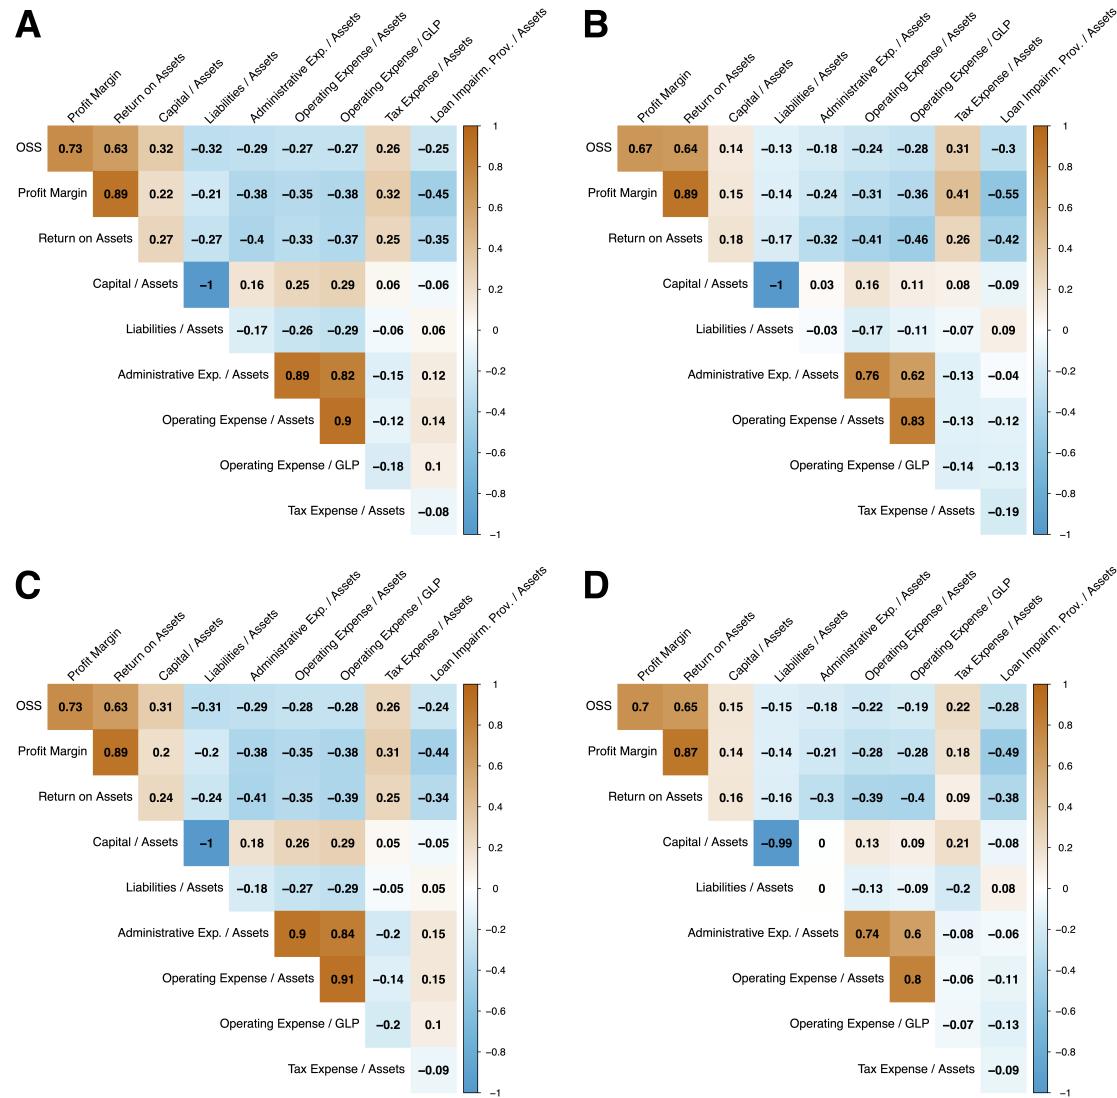 A
Profit Margin
Return on Assets
Capital / Assets
Liabilities / Assets
Administrative Exp. / Assets
Operating Expense / Assets
Operating Expense / GLP
Tax Expense / Assets
Loan Impairm. Prov. / Assets
OSS 0.73 0.63 0.32 −0.32 −0.29 −0.27 −0.27 0.26 −0.25
Profit Margin 0.89 0.22 −0.21 −0.38 −0.35 −0.38 0.32 −0.45
Return on Assets 0.27 −0.27 −0.4 −0.33 −0.37 0.25 −0.35
Capital / Assets −1 0.16 0.25 0.29 0.06 −0.06
Liabilities / Assets −0.17 −0.26 −0.29 −0.06 0.06
Administrative Exp. / Assets 0.89 0.82 −0.15 0.12
Operating Expense / Assets 0.9 −0.12 0.14
Operating Expense / GLP −0.18 0.1
Tax Expense / Assets −0.08
1
0.8
0.6
0.4
0.2
0
−0.2
−0.4
−0.6
−0.8
−1
B
Profit Margin
Return on Assets
Capital / Assets
Liabilities / Assets
Administrative Exp. / Assets
Operating Expense / Assets
Operating Expense / GLP
Tax Expense / Assets
Loan Impairm. Prov. / Assets
OSS 0.67 0.64 0.14 −0.13 −0.18 −0.24 −0.28 0.31 −0.3
Profit Margin 0.89 0.15 −0.14 −0.24 −0.31 −0.36 0.41 −0.55
Return on Assets 0.18 −0.17 −0.32 −0.41 −0.46 0.26 −0.42
Capital / Assets −1 0.03 0.16 0.11 0.08 −0.09
Liabilities / Assets −0.03 −0.17 −0.11 −0.07 0.09
Administrative Exp. / Assets 0.76 0.62 −0.13 −0.04
Operating Expense / Assets 0.83 −0.13 −0.12
Operating Expense / GLP −0.14 −0.13
Tax Expense / Assets −0.19
1
0.8
0.6
0.4
0.2
0
−0.2
−0.4
−0.6
−0.8
−1
C
Profit Margin
Return on Assets
Capital / Assets
Liabilities / Assets
Administrative Exp. / Assets
Operating Expense / Assets
Operating Expense / GLP
Tax Expense / Assets
Loan Impairm. Prov. / Assets
OSS 0.73 0.63 0.31 −0.31 −0.29 −0.28 −0.28 0.26 −0.24
Profit Margin 0.89 0.2 −0.2 −0.38 −0.35 −0.38 0.31 −0.44
Return on Assets 0.24 −0.24 −0.41 −0.35 −0.39 0.25 −0.34
Capital / Assets −1 0.18 0.26 0.29 0.05 −0.05
Liabilities / Assets −0.18 −0.27 −0.29 −0.05 0.05
Administrative Exp. / Assets 0.9 0.84 −0.2 0.15
Operating Expense / Assets 0.91 −0.14 0.15
Operating Expense / GLP −0.2 0.1
Tax Expense / Assets −0.09
1
0.8
0.6
0.4
0.2
0
−0.2
−0.4
−0.6
−0.8
−1
D
Profit Margin
Return on Assets
Capital / Assets
Liabilities / Assets
Administrative Exp. / Assets
Operating Expense / Assets
Operating Expense / GLP
Tax Expense / Assets
Loan Impairm. Prov. / Assets
OSS 0.7 0.65 0.15 −0.15 −0.18 −0.22 −0.19 0.22 −0.28
Profit Margin 0.87 0.14 −0.14 −0.21 −0.28 −0.28 0.18 −0.49
Return on Assets 0.16 −0.16 −0.3 −0.39 −0.4 0.09 −0.38
Capital / Assets −0.99 0 0.13 0.09 0.21 −0.08
Liabilities / Assets 0 −0.13 −0.09 −0.2 0.08
Administrative Exp. / Assets 0.74 0.6 −0.08 −0.06
Operating Expense / Assets 0.8 −0.06 −0.11
Operating Expense / GLP −0.07 −0.13
Tax Expense / Assets −0.09
1
0.8
0.6
0.4
0.2
0
−0.2
−0.4
−0.6
−0.8
−1